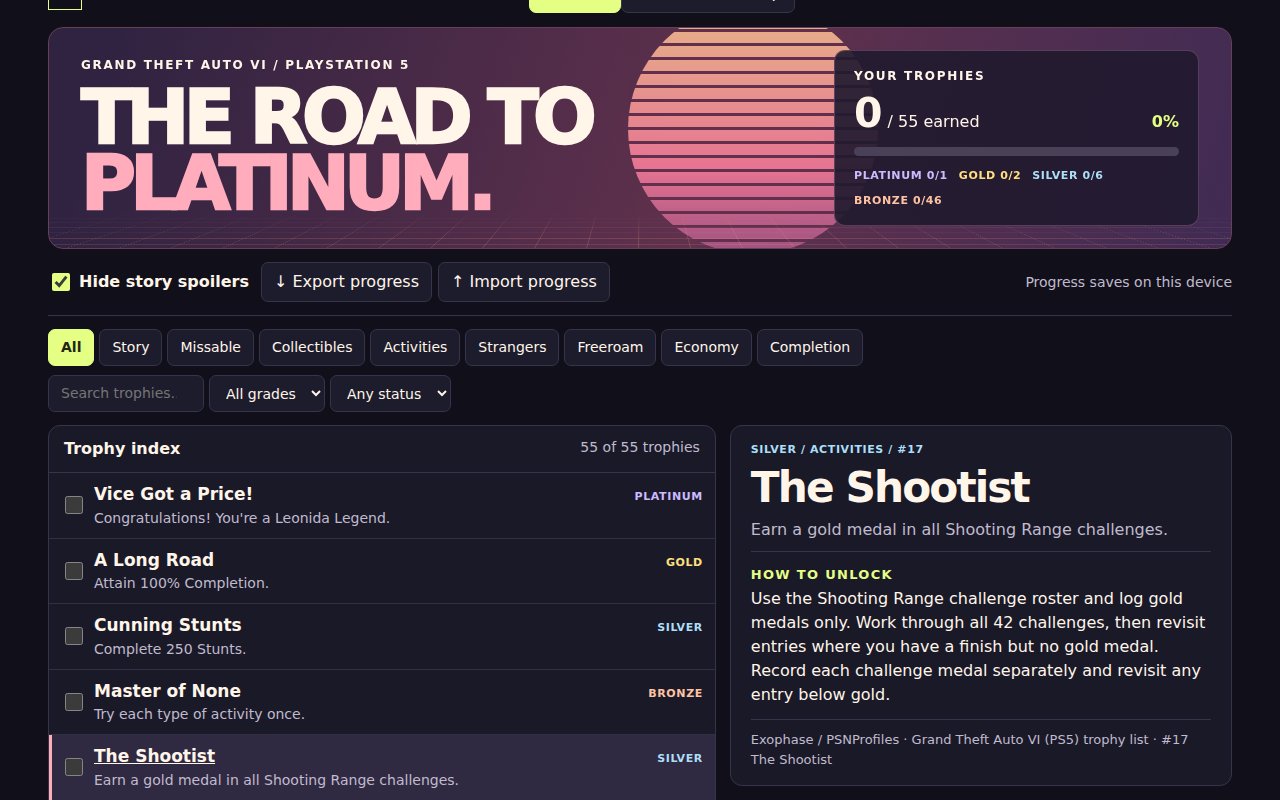 GRAND THEFT AUTO VI / PLAYSTATION 5
THE ROAD TO
PLATINUM.
YOUR TROPHIES
0 / 55 earned
0%
PLATINUM 0/1 GOLD 0/2 SILVER 0/6
BRONZE 0/46
Hide story spoilers
↓ Export progress
↑ Import progress
Progress saves on this device
All
Story
Missable
Collectibles
Activities
Strangers
Freeroam
Economy
Completion
Search trophies.
All grades
Any status
Trophy index
55 of 55 trophies
Vice Got a Price!
PLATINUM
Congratulations! You're a Leonida Legend.
A Long Road
GOLD
Attain 100% Completion.
Cunning Stunts
SILVER
Complete 250 Stunts.
Master of None
BRONZE
Try each type of activity once.
The Shootist
SILVER
Earn a gold medal in all Shooting Range challenges.
SILVER / ACTIVITIES / #17
The Shootist
Earn a gold medal in all Shooting Range challenges.
HOW TO UNLOCK
Use the Shooting Range challenge roster and log gold
medals only. Work through all 42 challenges, then revisit
entries where you have a finish but no gold medal.
Record each challenge medal separately and revisit any
entry below gold.
Exophase / PSNProfiles · Grand Theft Auto VI (PS5) trophy list · #17
The Shootist